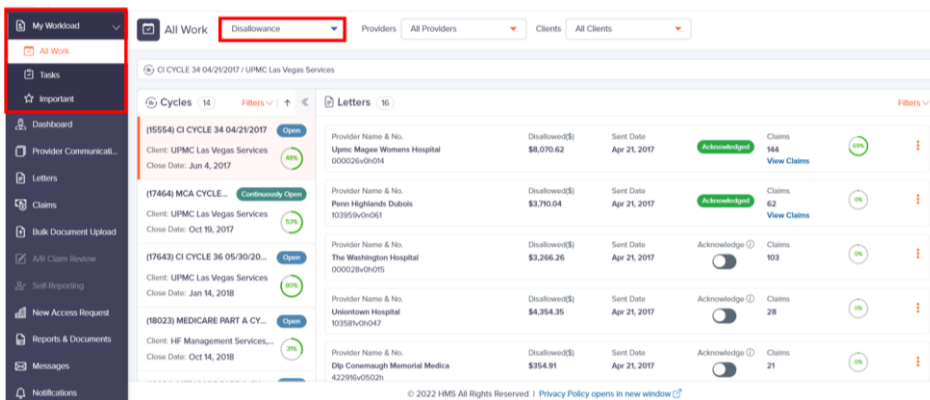 My Workload
All Work
Tasks
Important
Dashboard
Provider Communicati...
Letters
Claims
Bulk Document Upload
A/R Claim Review
Self-Reporting
New Access Request
Reports & Documents
Messages
Notifications
All Work Disallowance Providers All Providers Clients All Clients
CI CYCLE 34 04/21/2017 / UPMC Las Vegas Services
Cycles 14 Filters
(15554) CI CYCLE 34 04/21/2017 Open
Client: UPMC Las Vegas Services
Close Date: Jun 4, 2017
48%
(17464) MCA CYCLE... Continuously Open
Client: UPMC Las Vegas Services
Close Date: Oct 19, 2017
53%
(17643) CI CYCLE 36 05/30/20... Open
Client: UPMC Las Vegas Services
Close Date: Jan 14, 2018
80%
(18023) MEDICARE PART A CY... Open
Client: HF Management Services,...
Close Date: Oct 14, 2018
31%
Letters 16 Filters
Provider Name & No. Disallowed($) Sent Date Claims
Upmc Magee Womens Hospital $8,070.62 Apr 21, 2017 Acknowledged 144
000026v0h014 View Claims
69%
Provider Name & No. Disallowed($) Sent Date Claims
Penn Highlands Dubois $3,710.04 Apr 21, 2017 Acknowledged 62
103959v0n061 View Claims
0%
Provider Name & No. Disallowed($) Sent Date Acknowledge Claims
The Washington Hospital $3,266.26 Apr 21, 2017 103
000028v0h015
0%
Provider Name & No. Disallowed($) Sent Date Acknowledge Claims
Uniontown Hospital $4,354.35 Apr 21, 2017 28
103581v0h047
0%
Provider Name & No. Disallowed($) Sent Date Acknowledge Claims
Dlp Conemaugh Memorial Medica $354.91 Apr 21, 2017 21
422916v0502h
0%
© 2022 HMS All Rights Reserved | Privacy Policy opens in new window